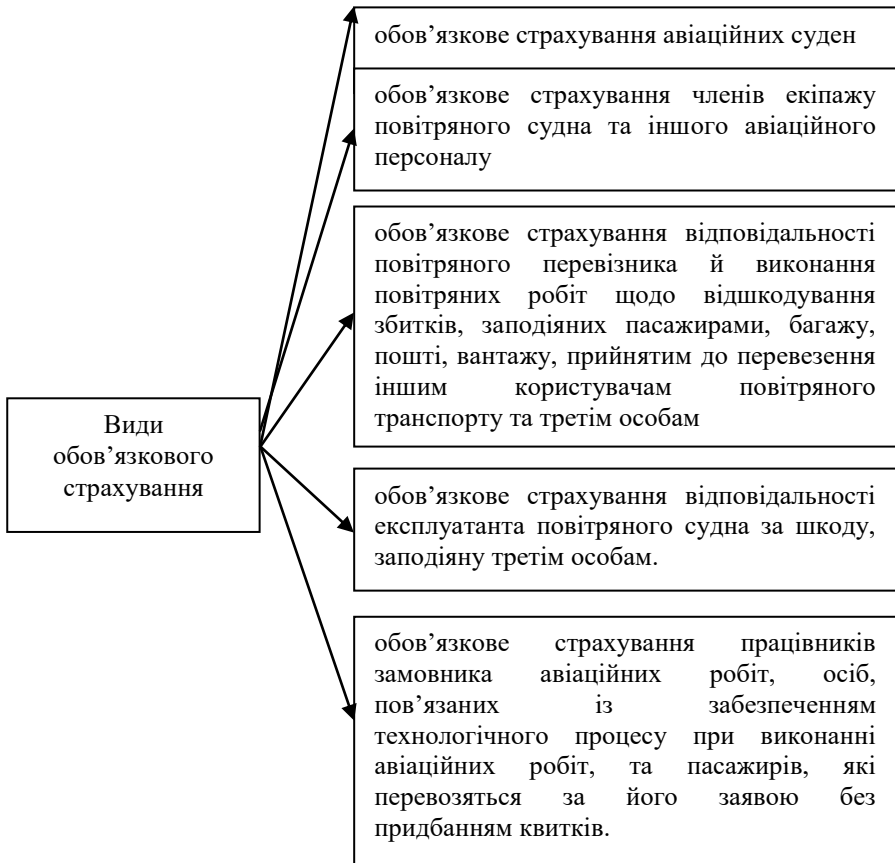 обов’язкове страхування авіаційних суден
обов’язкове страхування членів екіпажу
повітряного судна та іншого авіаційного
персоналу
обов’язкове страхування відповідальності
повітряного перевізника й виконання
повітряних робіт щодо відшкодування
збитків, заподіяних пасажирами, багажу,
пошті, вантажу, прийнятим до перевезення
іншим користувачам повітряного
транспорту та третім особам
Види
обов’язкового
страхування
обов’язкове страхування відповідальності
експлуатанта повітряного судна за шкоду,
заподіяну третім особам.
обов’язкове страхування працівників
замовника авіаційних робіт, осіб,
пов’язаних із забезпеченням
технологічного процесу при виконанні
авіаційних робіт, та пасажирів, які
перевозяться за його заявою без
придбанням квитків.